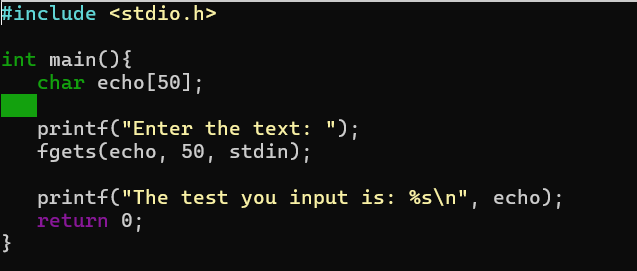 #include <stdio.h>
int main(){
char echo[50];
printf("Enter the text: ");
fgets(echo, 50, stdin);
printf("The test you input is: %s\n", echo);
return 0;
}